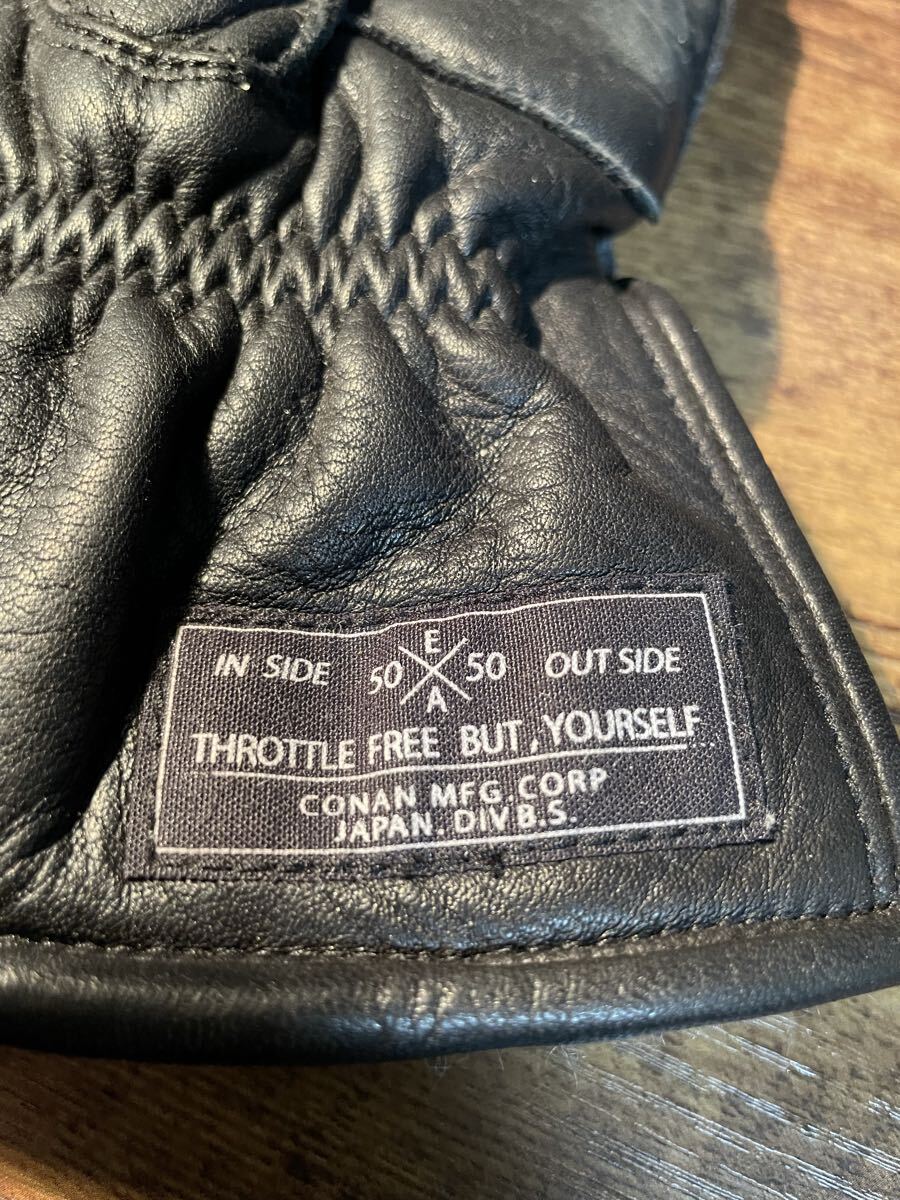 E
IN SIDE 50 50 OUT SIDE
A
THROTTLE FREE BUT, YOURSELF
CONAN MFG. CORP
JAPAN. DIV.B.S.